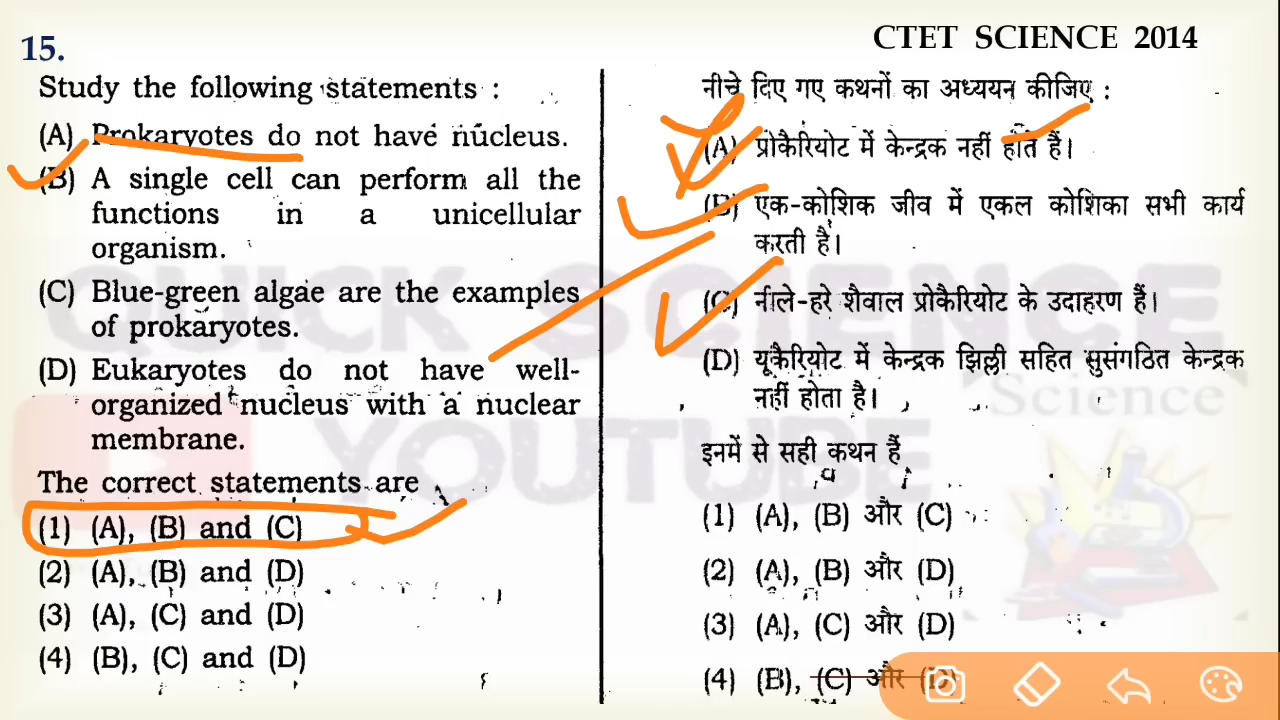 15.
CTET SCIENCE 2014
Study the following statements :
(A) Prokaryotes do not have nucleus.
(B) A single cell can perform all the
functions in a unicellular
organism.
(C) Blue-green algae are the examples
of prokaryotes.
(D) Eukaryotes do not have well-
organized nucleus with a nuclear
membrane.
The correct statements are
(1) (A), (B) and (C)
(2) (A), (B) and (D)
(3) (A), (C) and (D)
(4) (B), (C) and (D)
नीचे दिए गए कथनों का अध्ययन कीजिए :
(A) प्रोकैरियोट में केन्द्रक नहीं होते हैं।
(B) एक-कोशिक जीव में एकल कोशिका सभी कार्य
करती है।
(C) नीले-हरे शैवाल प्रोकैरियोट के उदाहरण हैं।
(D) यूकैरियोट में केन्द्रक झिल्ली सहित सुसंगठित केन्द्रक
नहीं होता है।
इनमें से सही कथन हैं
(1) (A), (B) और (C)
(2) (A), (B) और (D)
(3) (A), (C) और (D)
(4) (B), (C) और (D)
QUICK SCIENCE
YOUTUBE
Science